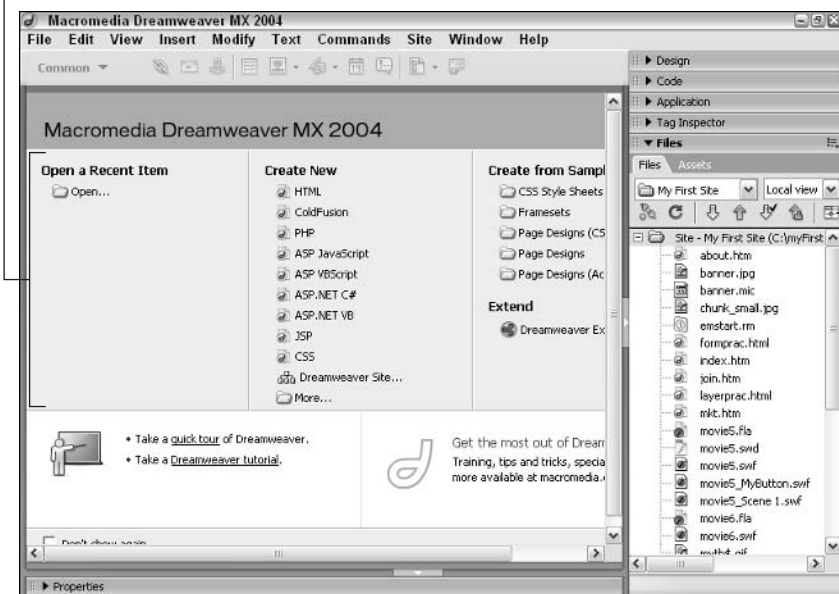 Macromedia Dreamweaver MX 2004
File Edit View Insert Modify Text Commands Site Window Help
Common
Macromedia Dreamweaver MX 2004
Open a Recent Item
Open...
Create New
HTML
ColdFusion
PHP
ASP JavaScript
ASP VBScript
ASP.NET C#
ASP.NET VB
JSP
CSS
Dreamweaver Site...
More...
Create from Sampl
CSS Style Sheets
Framesets
Page Designs (CS
Page Designs
Page Designs (Ac
Extend
Dreamweaver Ex
• Take a quick tour of Dreamweaver.
• Take a Dreamweaver tutorial.
Get the most out of Dream
Training, tips and tricks, specia
more available at macromedia.
Don't show again
Properties
Design
Code
Application
Tag Inspector
Files
Files Assets
My First Site Local view
Site - My First Site (C:\myFirst
about.htm
banner.jpg
banner.mic
chunk_small.jpg
emstart.rm
formprac.html
index.htm
join.htm
layerprac.html
mkt.htm
movie5.fla
movie5.swd
movie5.swf
movie5_MyButton.swf
movie5_Scene 1.swf
movie6.fla
movie6.swf